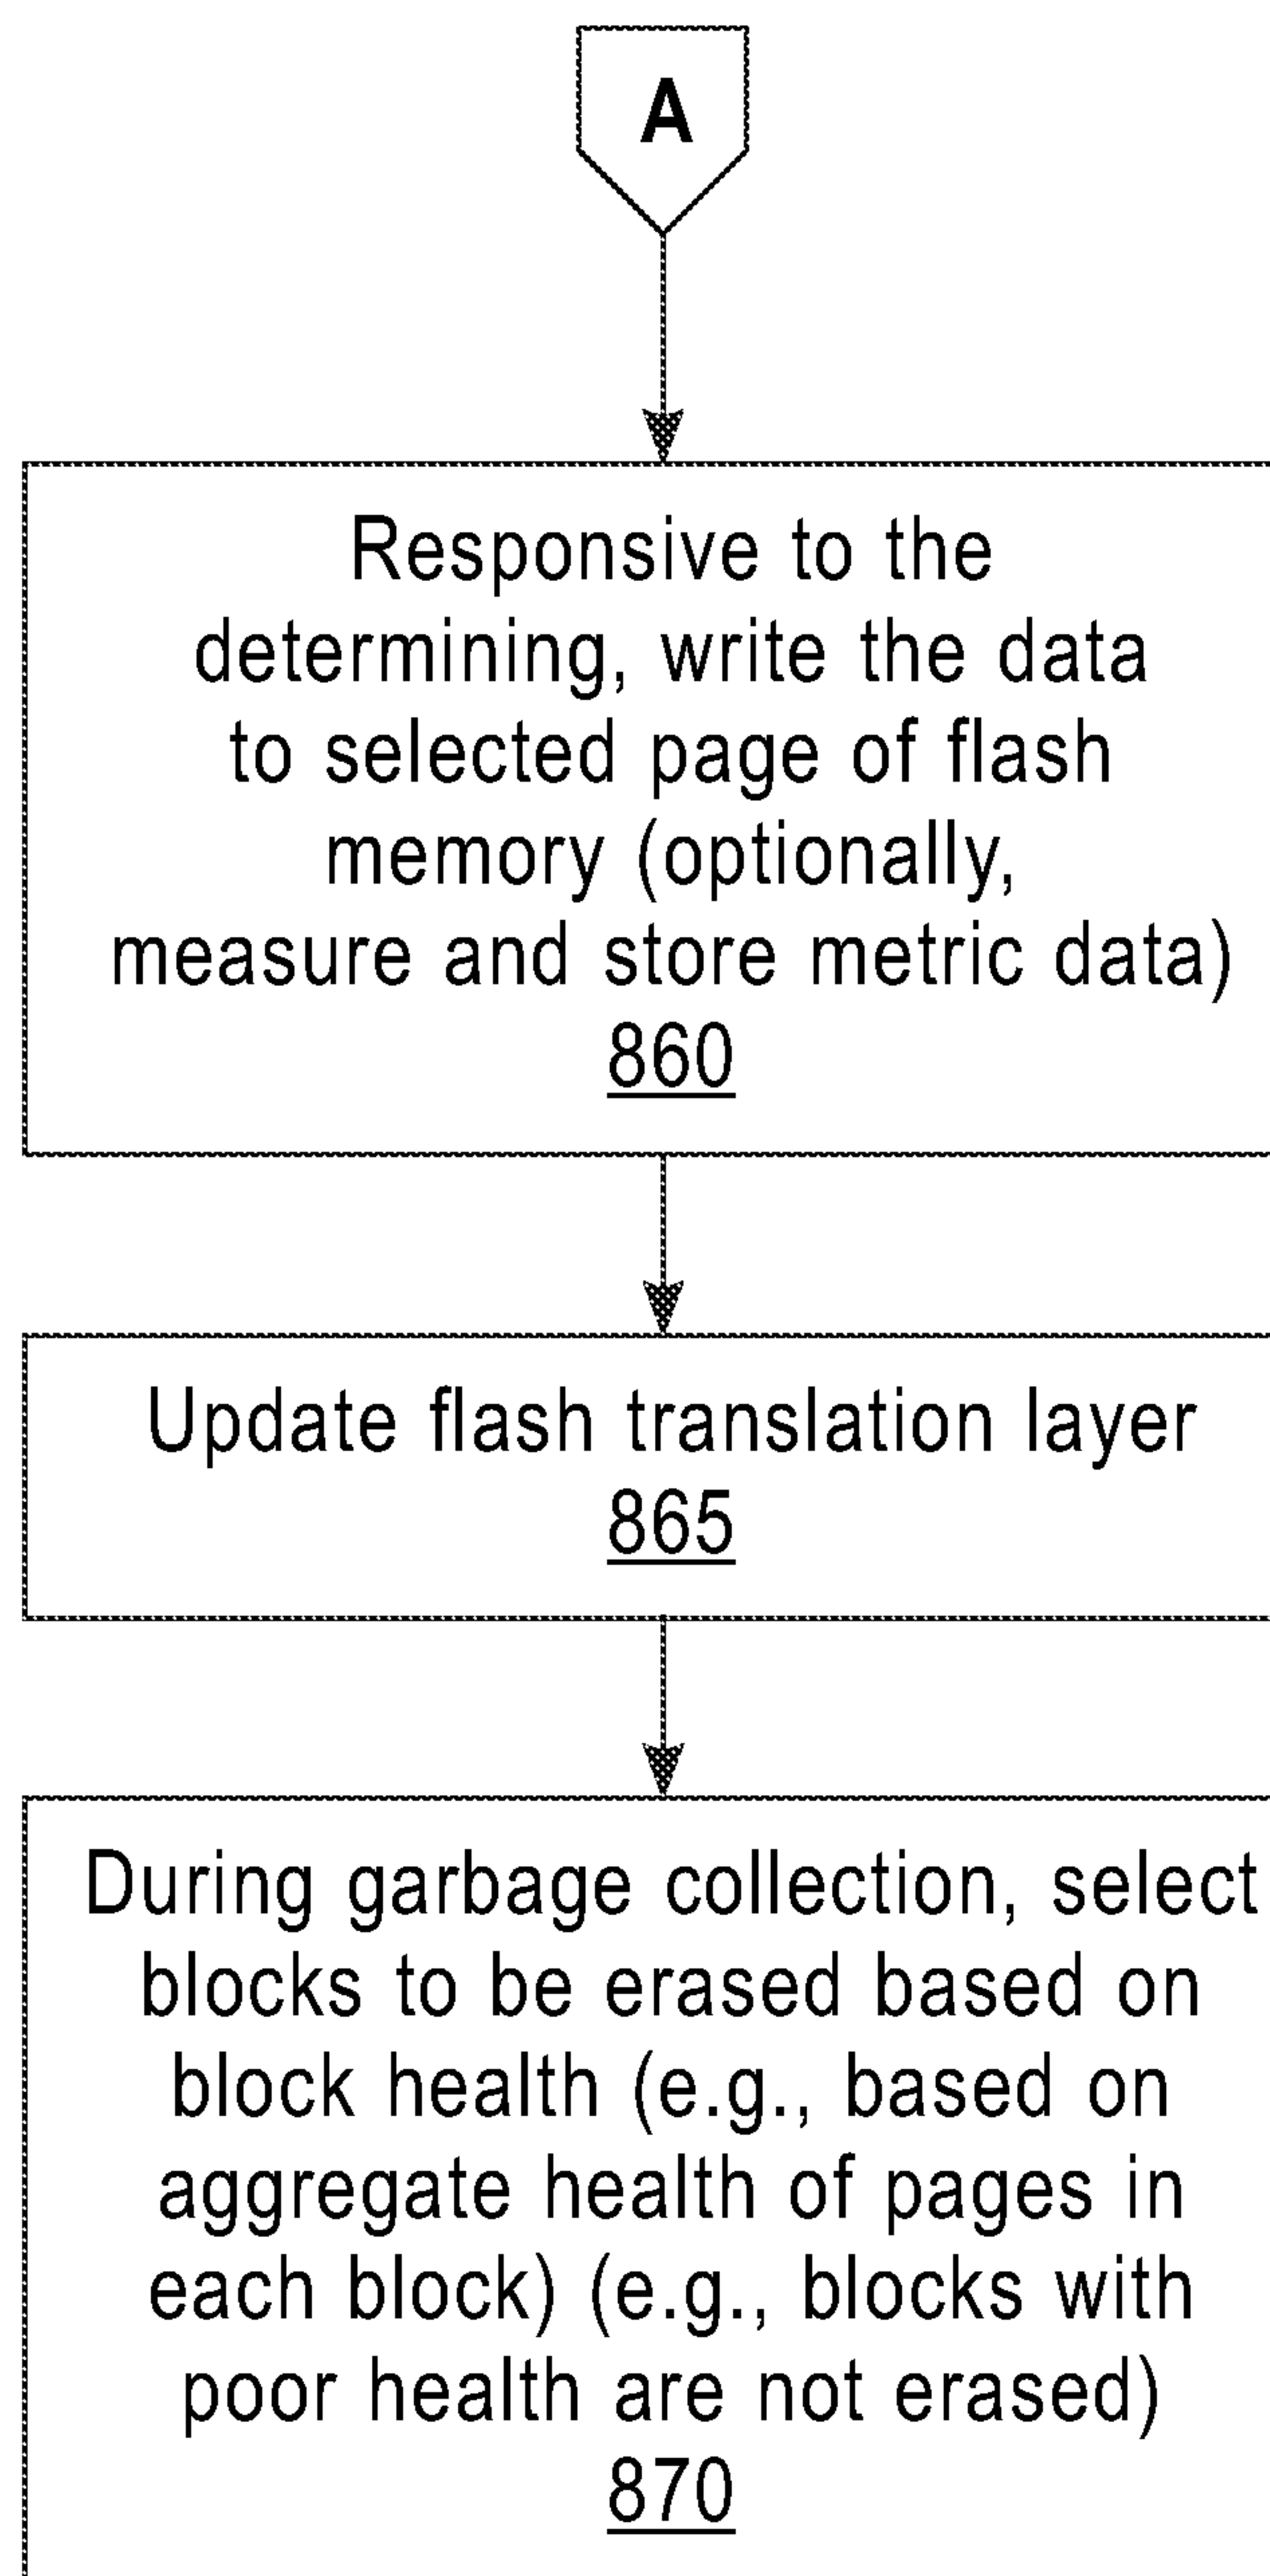 A
Responsive to the
determining, write the data
to selected page of flash
memory (optionally,
measure and store metric data)
860
Update flash translation layer
865
During garbage collection, select
blocks to be erased based on
block health (e.g., based on
aggregate health of pages in
each block) (e.g., blocks with
poor health are not erased)
870